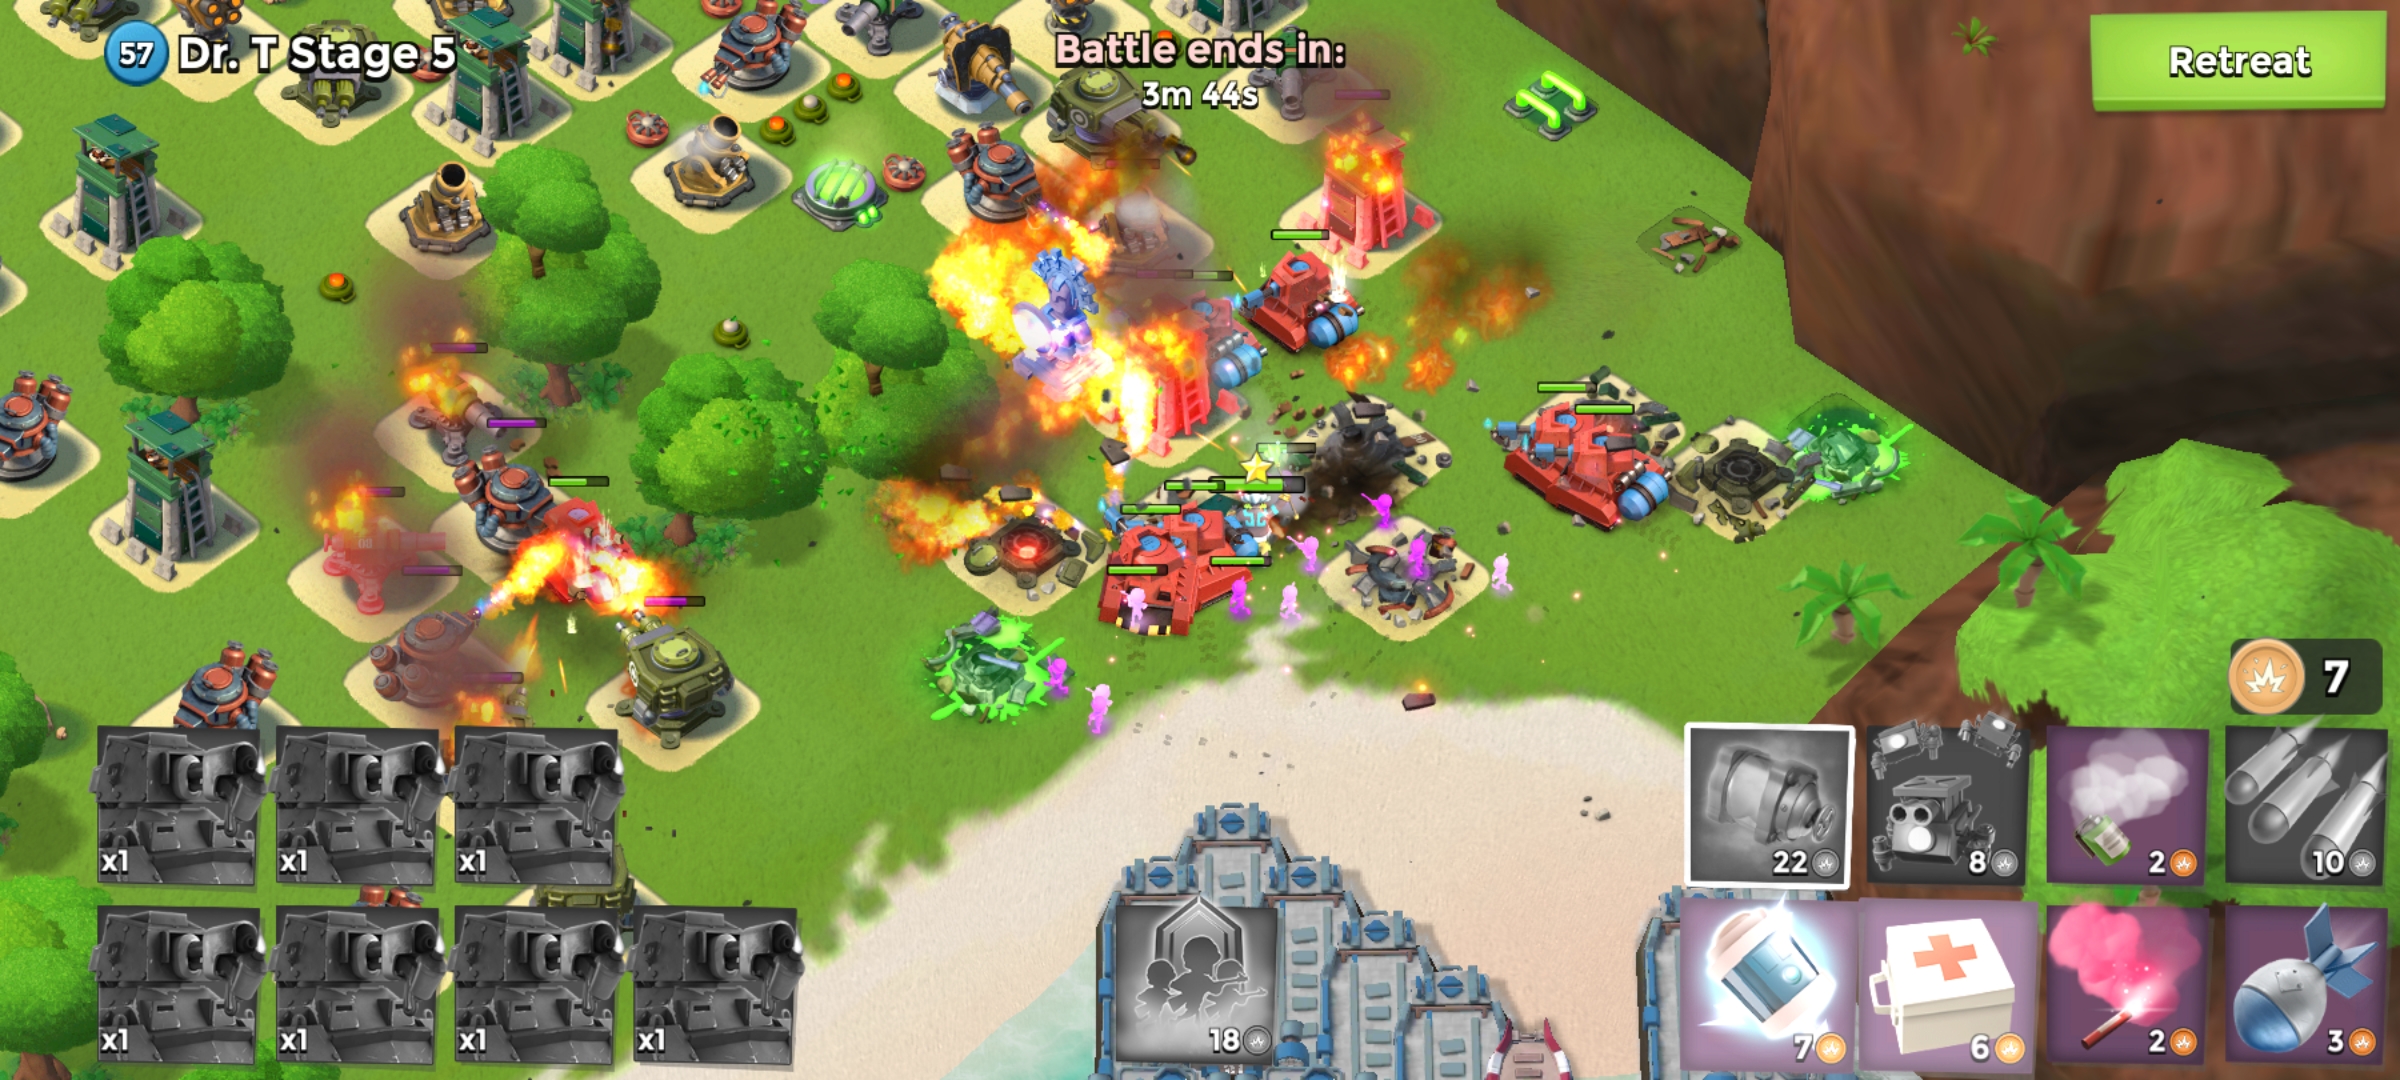 57 Dr. T Stage 5
Battle ends in:
3m 44s
Retreat
7
x1 x1 x1
22 8 2 10
x1 x1 x1 x1
18
7 6 2 3